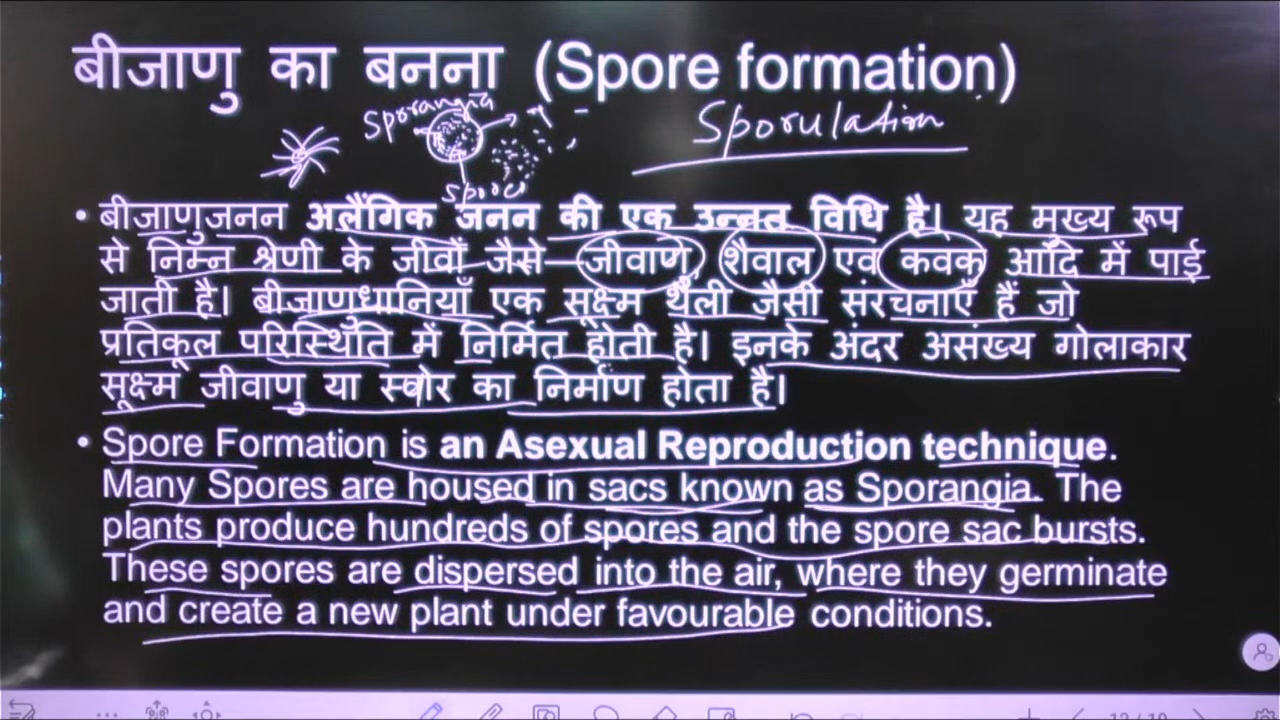 बीजाणु का बनना (Spore formation)
Sporangia
Sporulation
spores
• बीजाणुजनन अलैंगिक जनन की एक उन्नत विधि है। यह मुख्य रूप
से निम्न श्रेणी के जीवों जैसे जीवाणु, शैवाल एवं कवक आदि में पाई
जाती है। बीजाणुधानियाँ एक सूक्ष्म थैली जैसी संरचनाएँ हैं जो
प्रतिकूल परिस्थिति में निर्मित होती है। इनके अंदर असंख्य गोलाकार
सूक्ष्म जीवाणु या स्पोर का निर्माण होता है।
• Spore Formation is an Asexual Reproduction technique.
Many Spores are housed in sacs known as Sporangia. The
plants produce hundreds of spores and the spore sac bursts.
These spores are dispersed into the air, where they germinate
and create a new plant under favourable conditions.